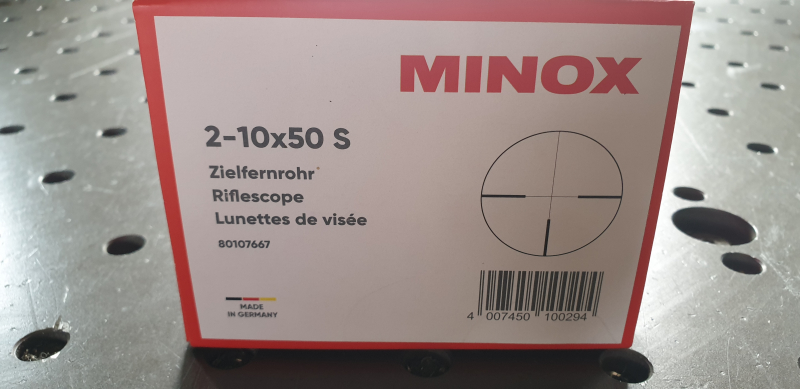 MINOX
2-10x50 S
Zielfernrohr
Riflescope
Lunettes de visée
80107667
MADE
IN GERMANY
4 007450 100294